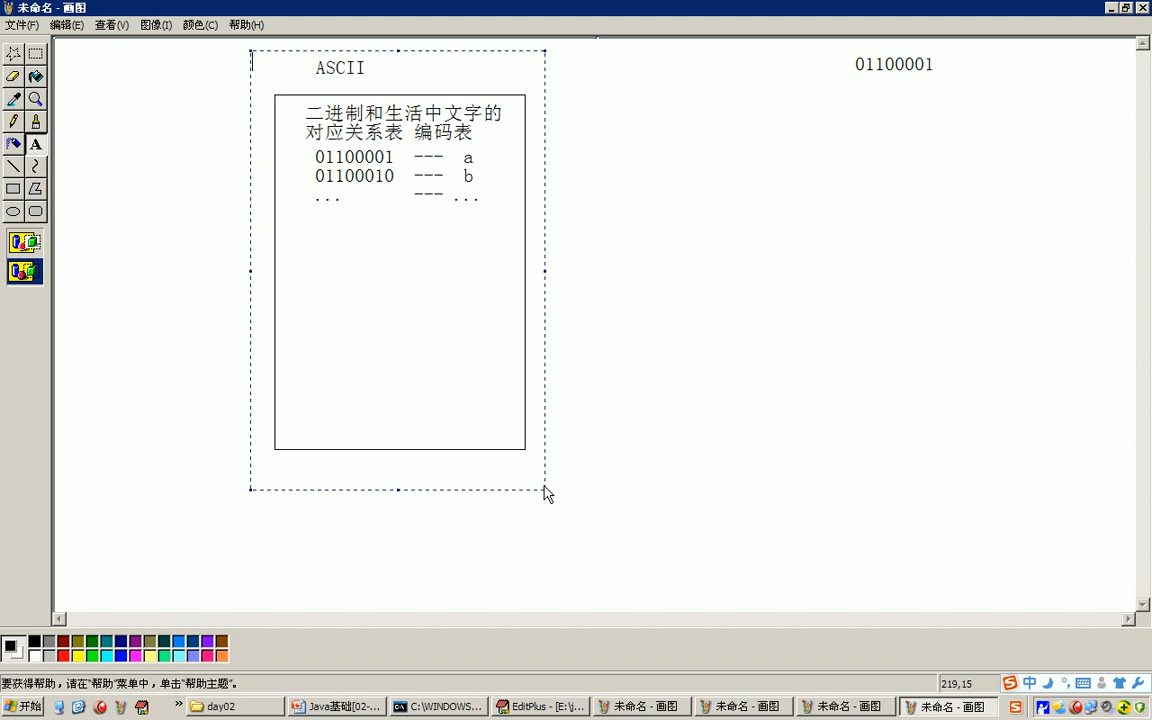 未命名 - 画图
文件(F) 编辑(E) 查看(V) 图像(I) 颜色(C) 帮助(H)
ASCII
01100001
二进制和生活中文字的
对应关系表 编码表
01100001 --- a
01100010 --- b
... --- ...
要获得帮助，请在“帮助”菜单中，单击“帮助主题”。
219,15
中
开始
day02
Java基础[02-...
C:\WINDOWS...
EditPlus - [E:\j...
未命名 - 画图
未命名 - 画图
未命名 - 画图
未命名 - 画图